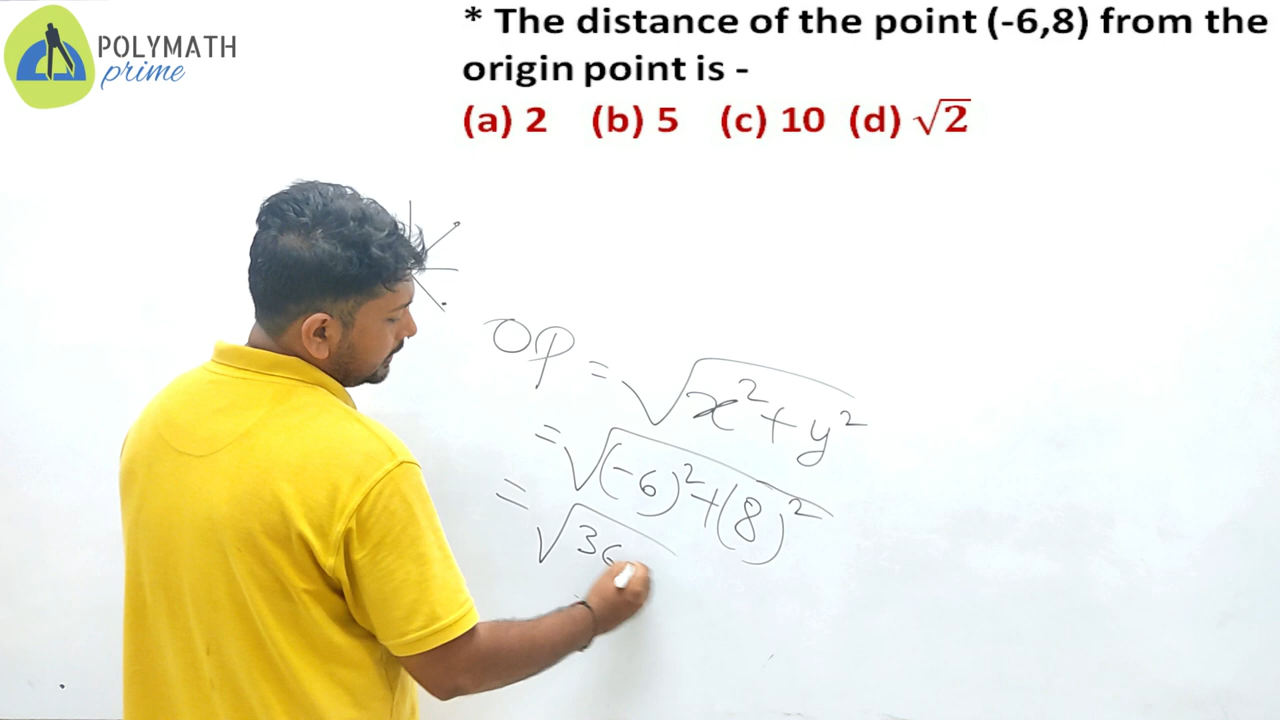 POLYMATH
prime
* The distance of the point (-6,8) from the
origin point is -
(a) 2 (b) 5 (c) 10 (d) √2
OP = √x²+y²
= √(-6)²+(8)²
= √36